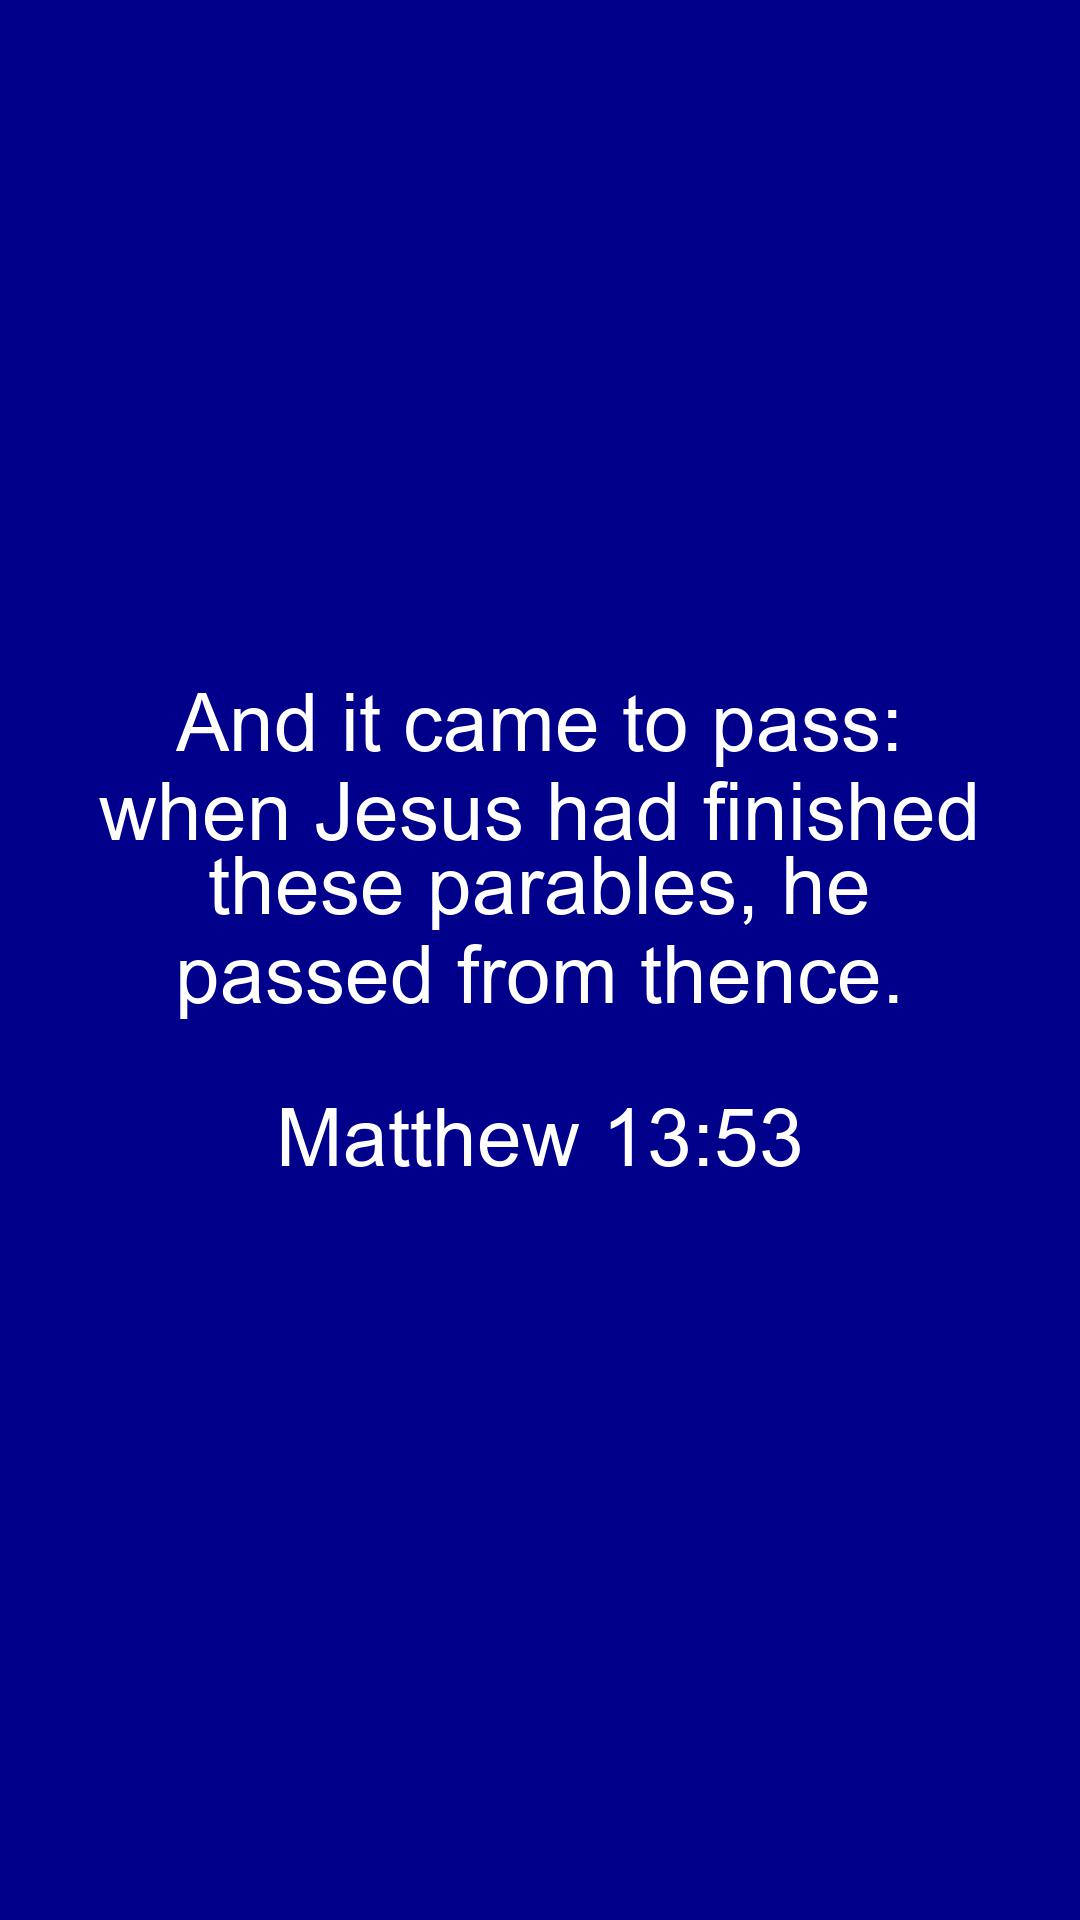 And it came to pass:
when Jesus had finished
these parables, he
passed from thence.
Matthew 13:53